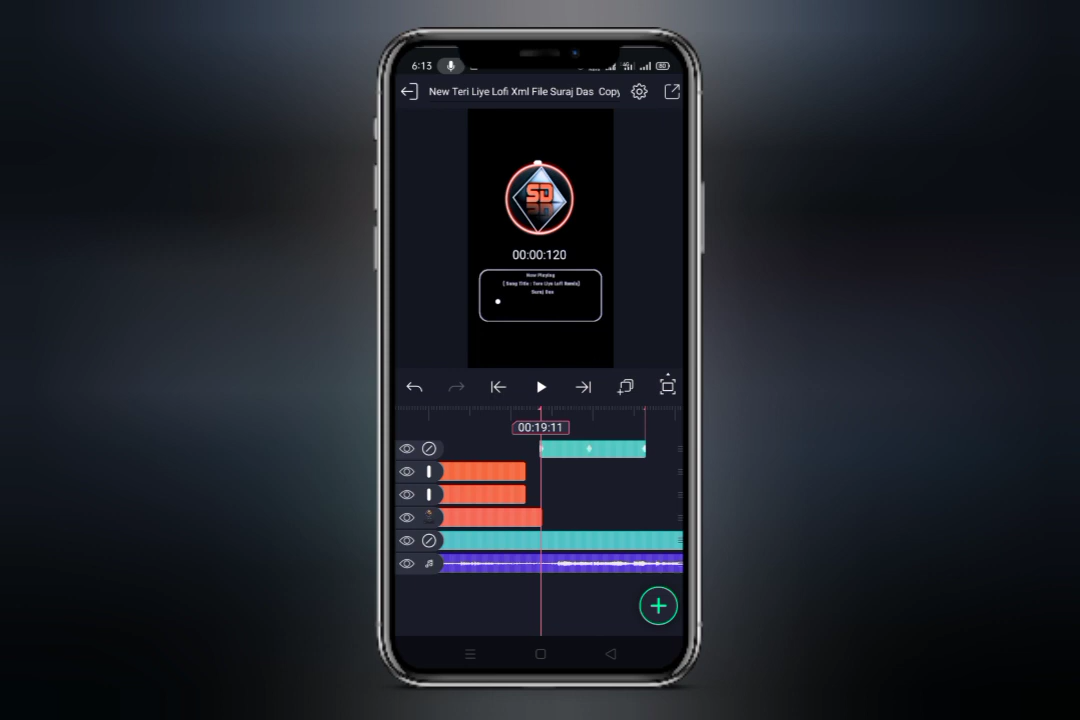 6:13
80
New Teri Liye Lofi Xml File Suraj Das Copy
SD
00:00:120
Now Playing
[ Song Title : Tere Liye Lofi Remix]
Suraj Das
00:19:11